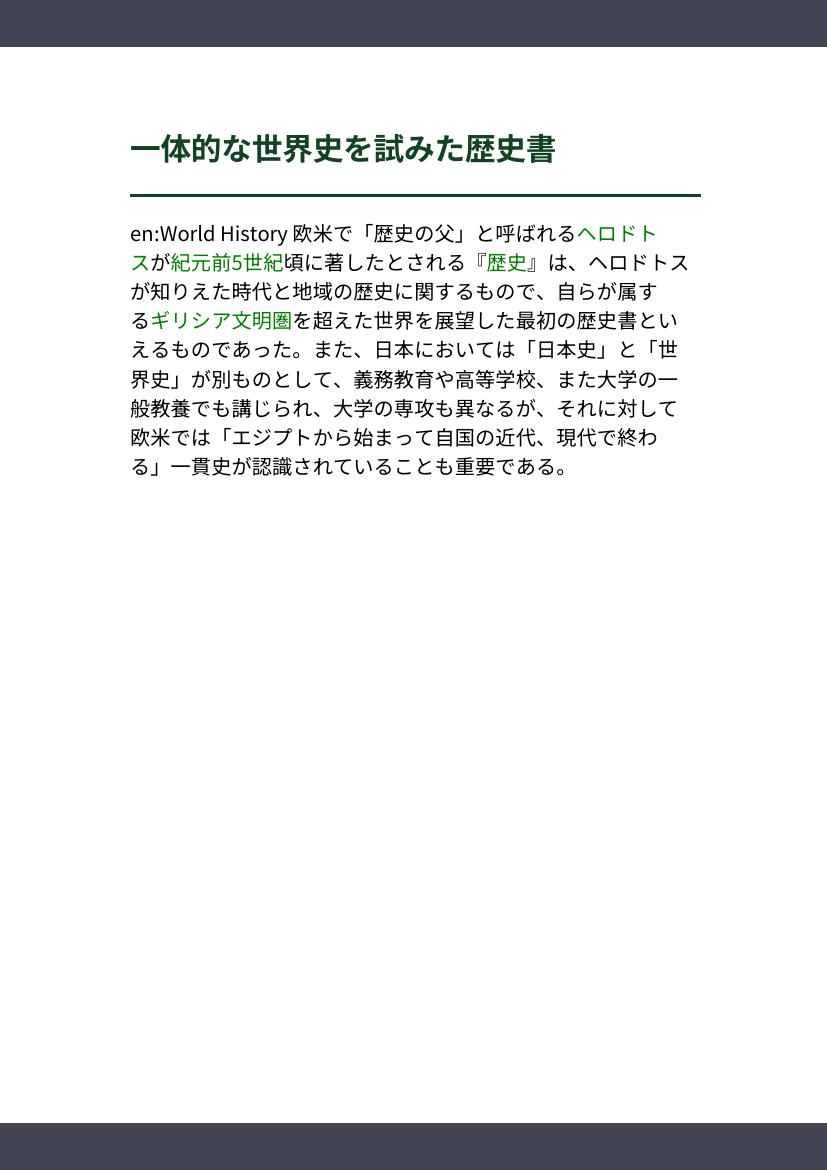 一体的な世界史を試みた歴史書
en:World History 欧米で「歴史の父」と呼ばれるヘロドト
スが紀元前5世紀頃に著したとされる『歴史』は、ヘロドトス
が知りえた時代と地域の歴史に関するもので、自らが属す
るギリシア文明圏を超えた世界を展望した最初の歴史書とい
えるものであった。また、日本においては「日本史」と「世
界史」が別ものとして、義務教育や高等学校、また大学の一
般教養でも講じられ、大学の専攻も異なるが、それに対して
欧米では「エジプトから始まって自国の近代、現代で終わ
る」一貫史が認識されていることも重要である。